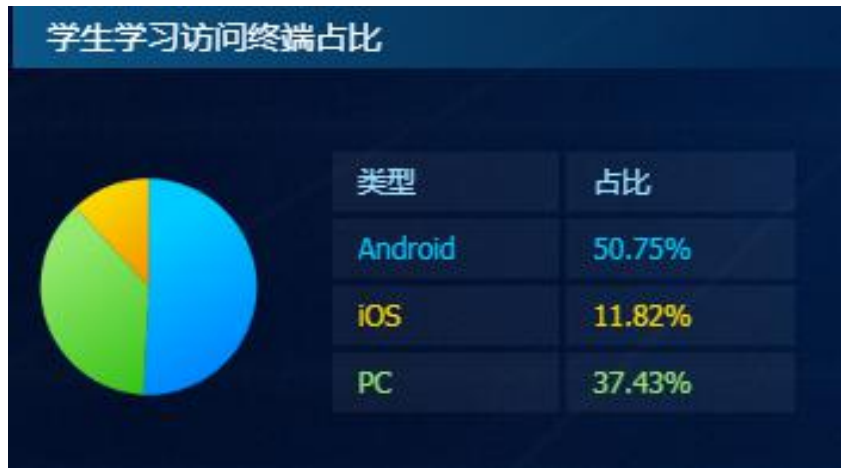 学生学习访问终端占比
类型 占比
Android 50.75%
iOS 11.82%
PC 37.43%